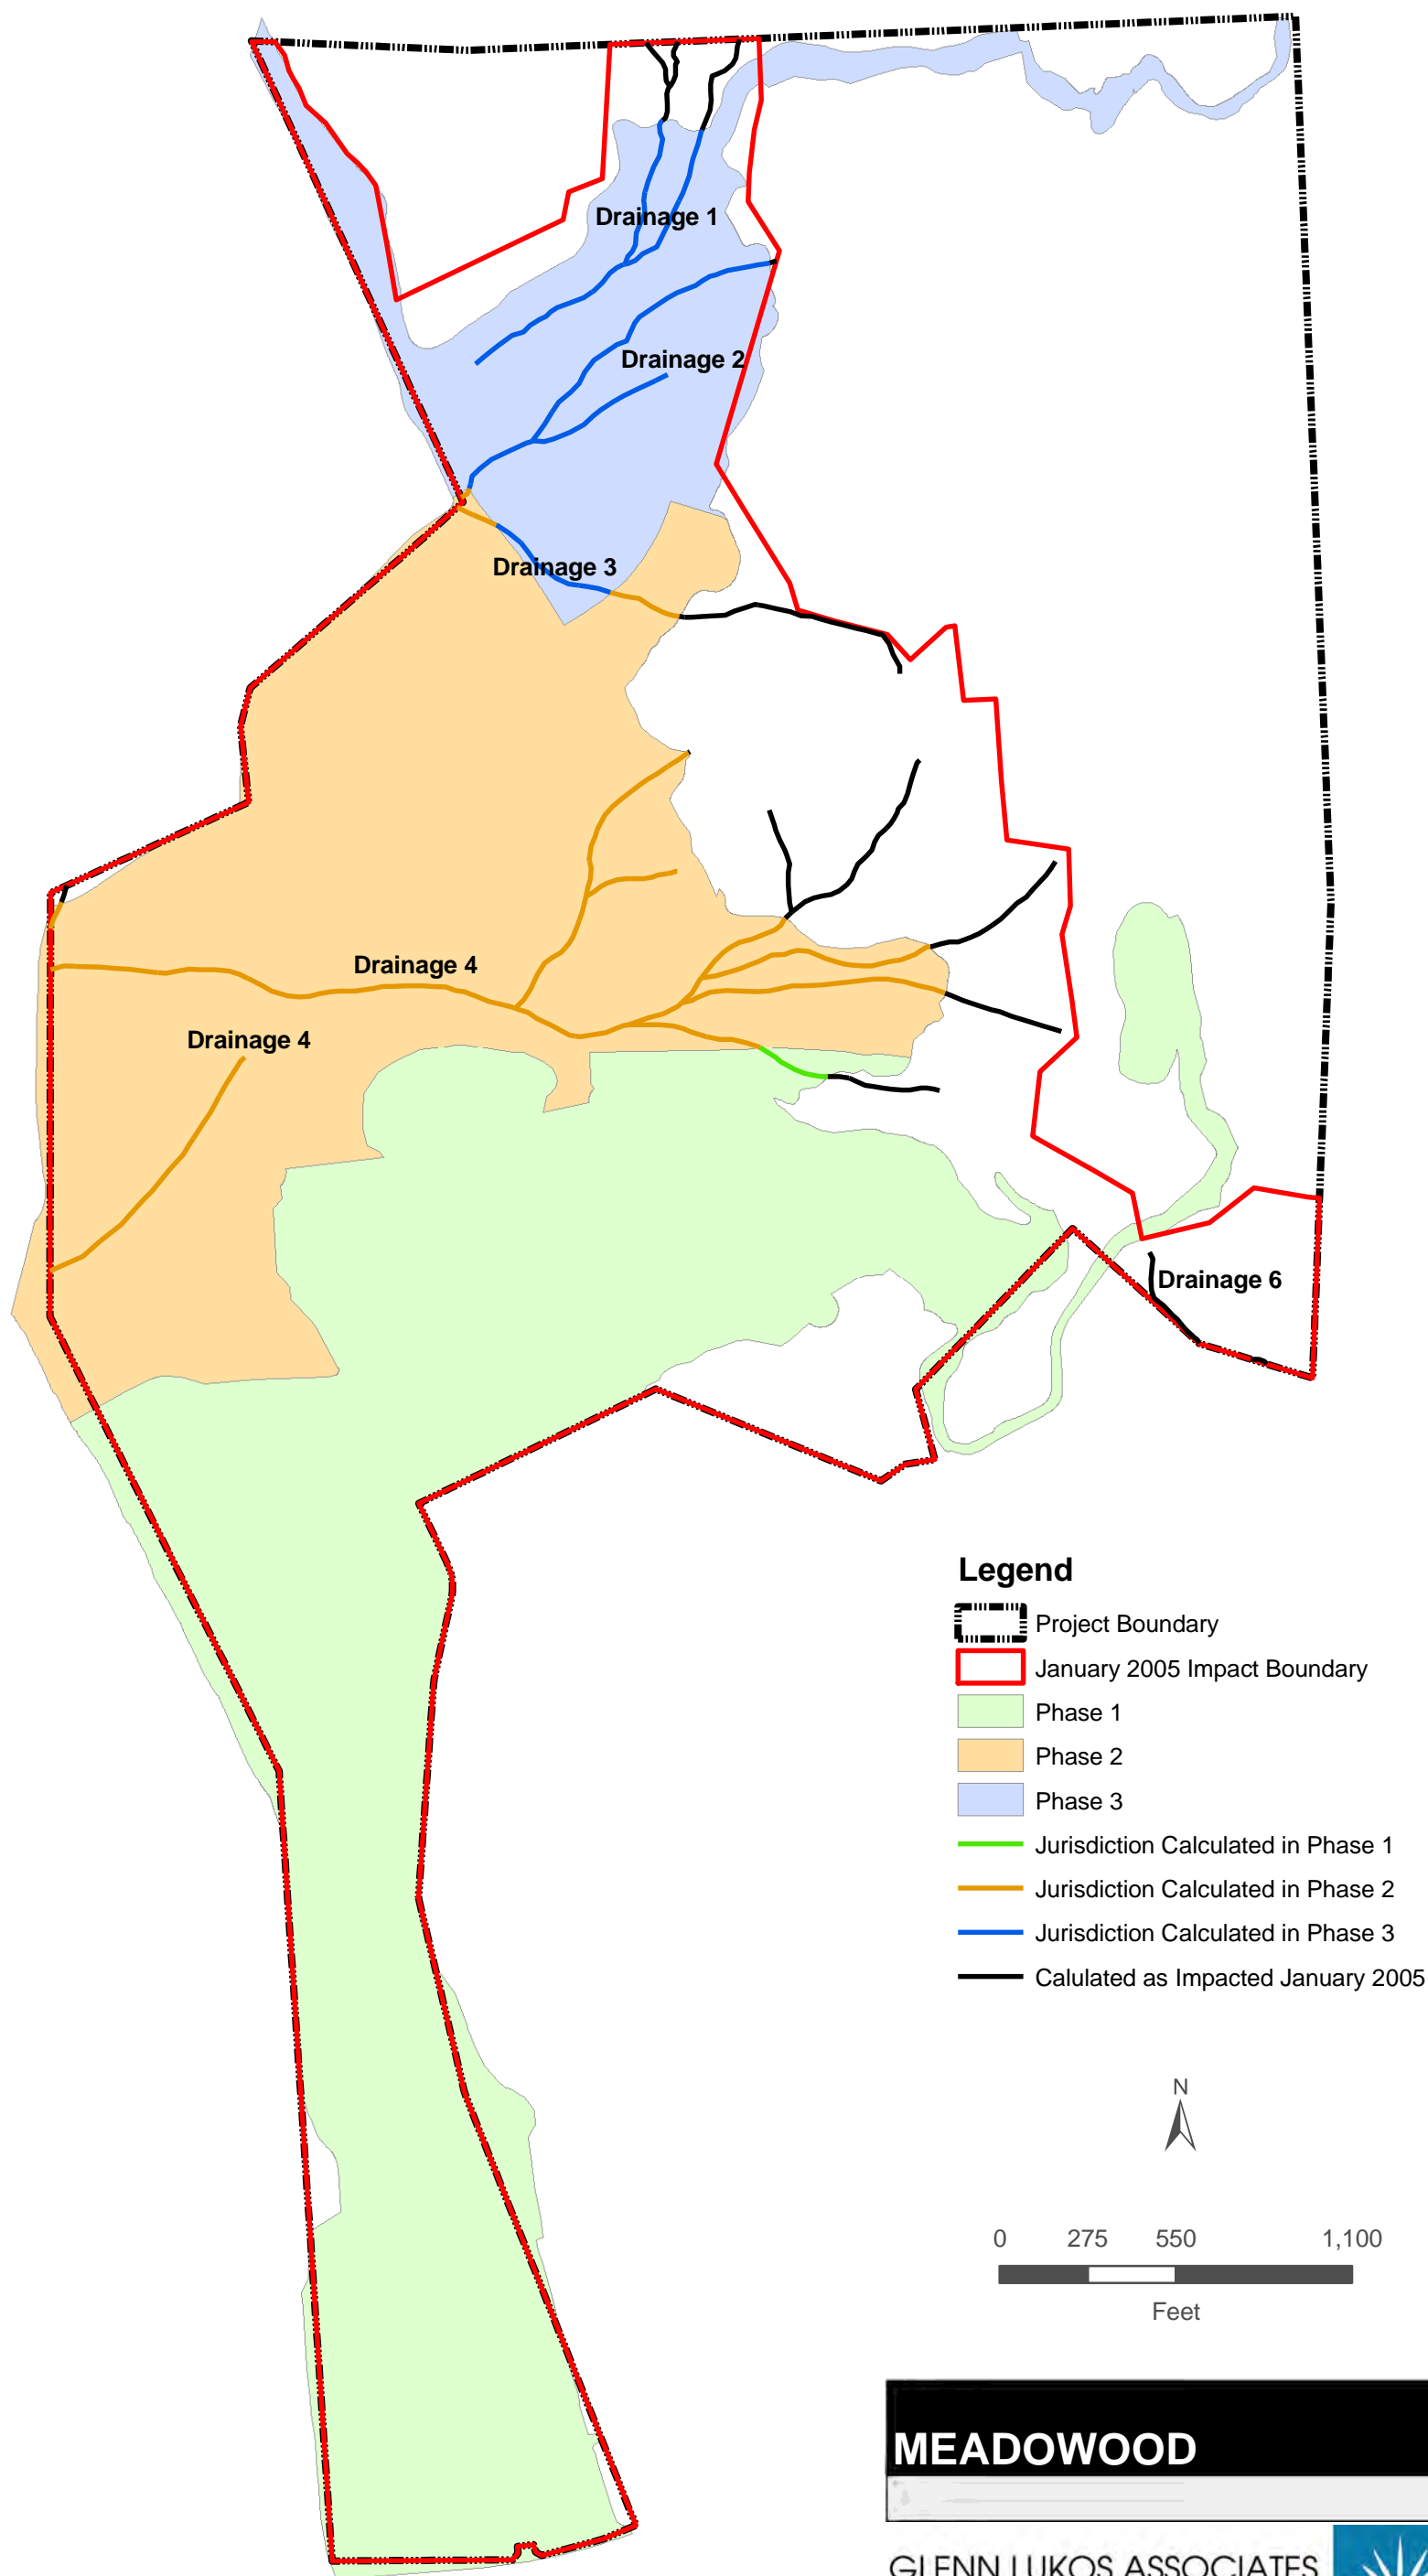 Drainage 1
Drainage 2
Drainage 3
Drainage 4
Drainage 4
Drainage 6
Legend
Project Boundary
January 2005 Impact Boundary
Phase 1
Phase 2
Phase 3
Jurisdiction Calculated in Phase 1
Jurisdiction Calculated in Phase 2
Jurisdiction Calculated in Phase 3
Calulated as Impacted January 2005
N
0 275 550 1,100
Feet
MEADOWOOD
GLENN LUKOS ASSOCIATES